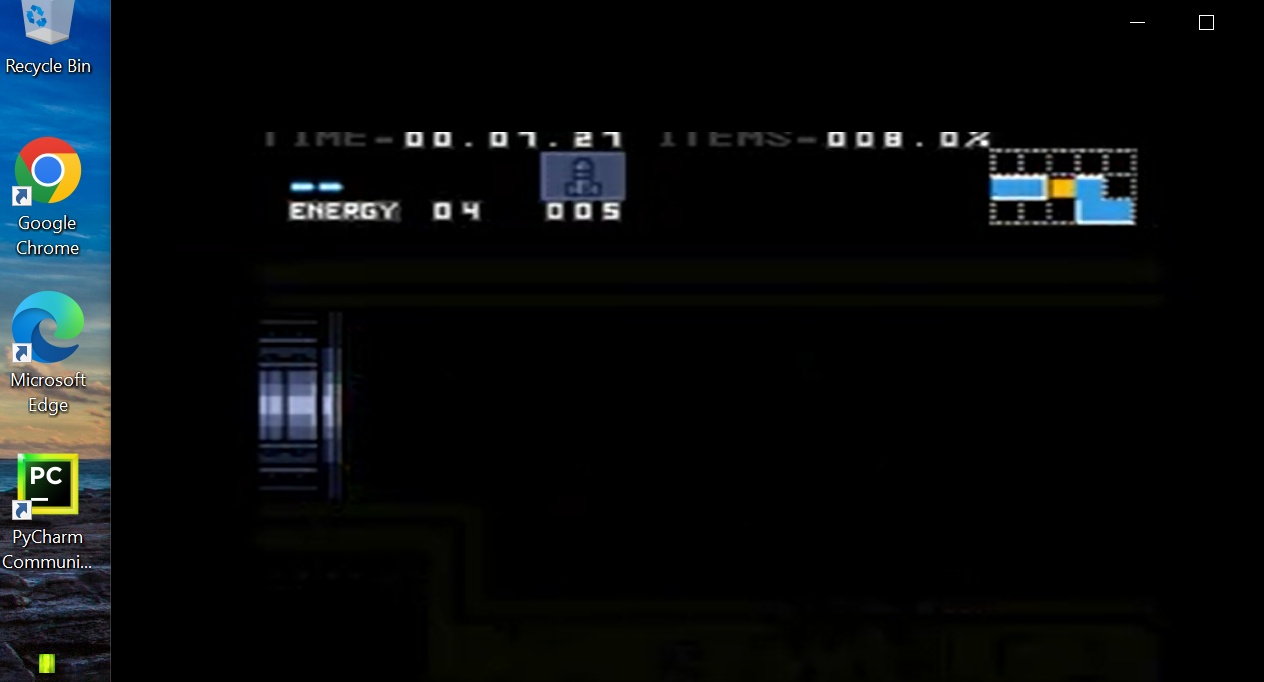 Recycle Bin
Google
Chrome
Microsoft
Edge
PC
PyCharm
Communi...
TIME-00.07.27 ITEMS-008.0%
ENERGY 04 005